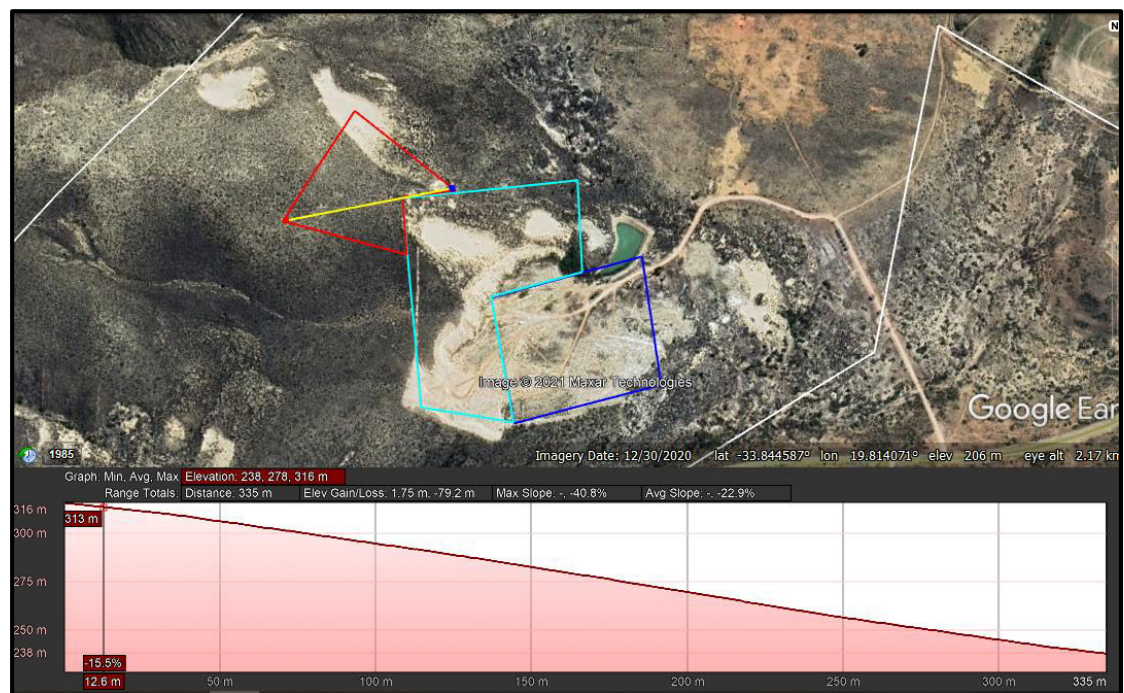 N
Image © 2021 Maxar Technologies
Google Ear
1985
Imagery Date: 12/30/2020 lat -33.844587° lon 19.814071° elev 206 m eye alt 2.17 km
Graph: Min, Avg, Max Elevation: 238, 278, 316 m
Range Totals: Distance: 335 m Elev Gain/Loss: 1.75 m, -79.2 m Max Slope: -, -40.8% Avg Slope: -, -22.9%
316 m
313 m
300 m
275 m
250 m
238 m
-15.5%
12.6 m 50 m 100 m 150 m 200 m 250 m 300 m 335 m